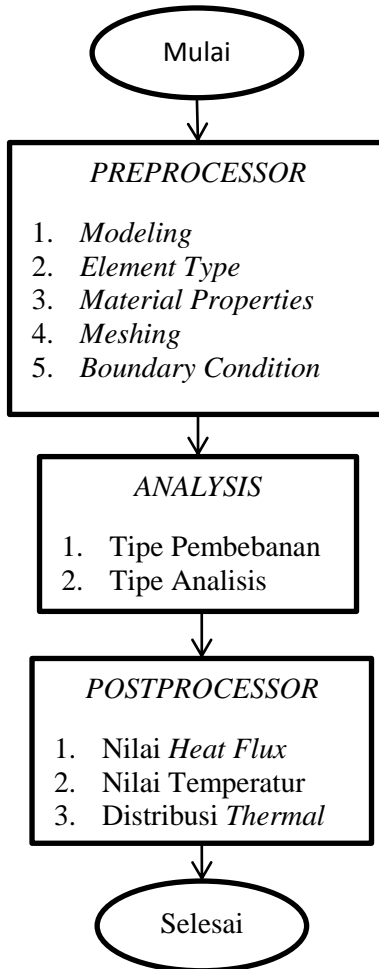 Mulai
PREPROCESSOR
1. Modeling
2. Element Type
3. Material Properties
4. Meshing
5. Boundary Condition
ANALYSIS
1. Tipe Pembebanan
2. Tipe Analisis
POSTPROCESSOR
1. Nilai Heat Flux
2. Nilai Temperatur
3. Distribusi Thermal
Selesai